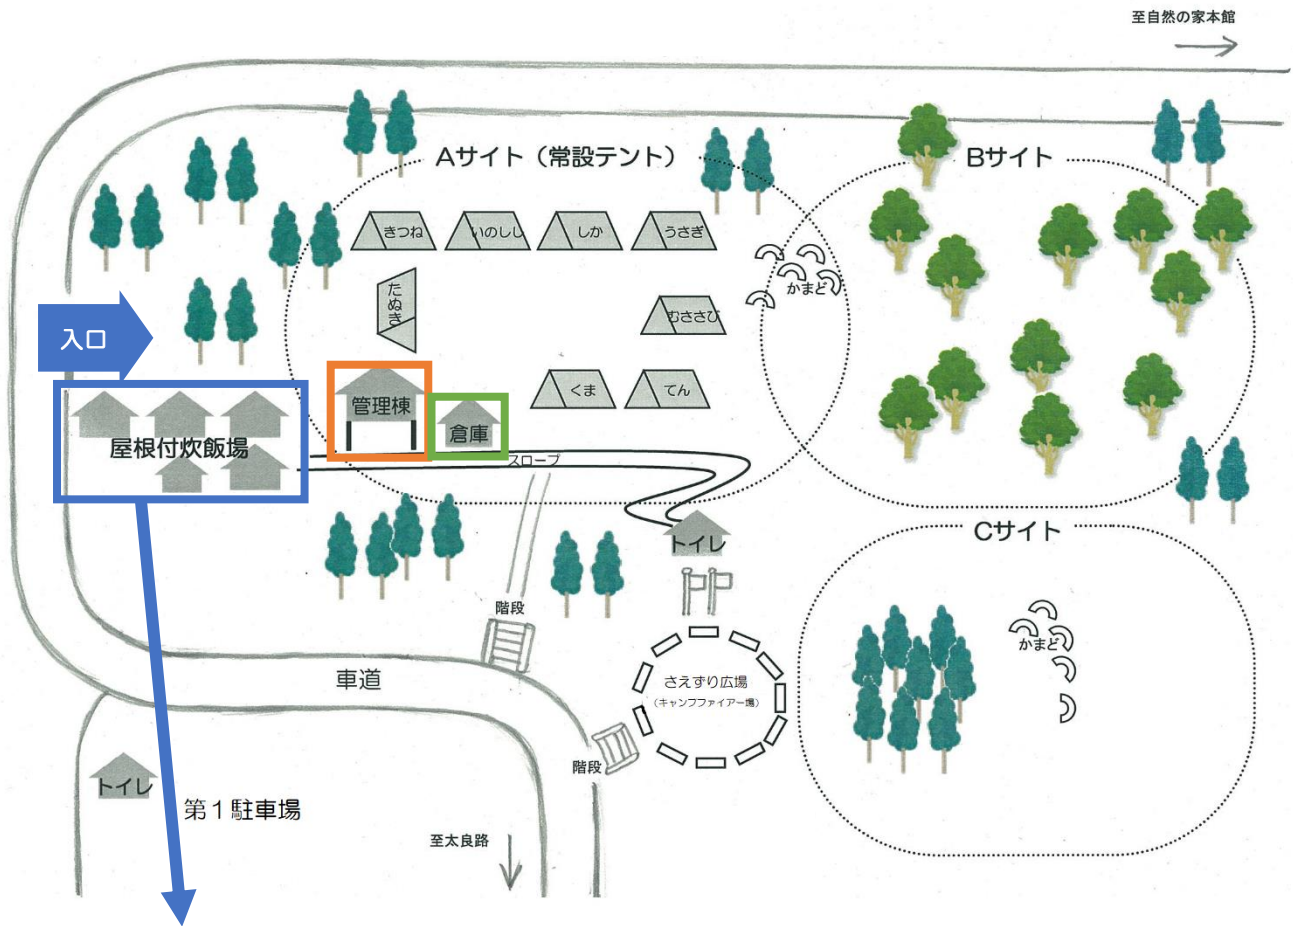 至自然の家本館
Aサイト（常設テント）
Bサイト
きつね
いのしし
しか
うさぎ
たぬき
かまど
むささび
入口
くま
てん
管理棟
倉庫
屋根付炊飯場
スロープ
トイレ
Cサイト
階段
かまど
車道
さえずり広場
（キャンプファイアー場）
階段
トイレ
第１駐車場
至太良路